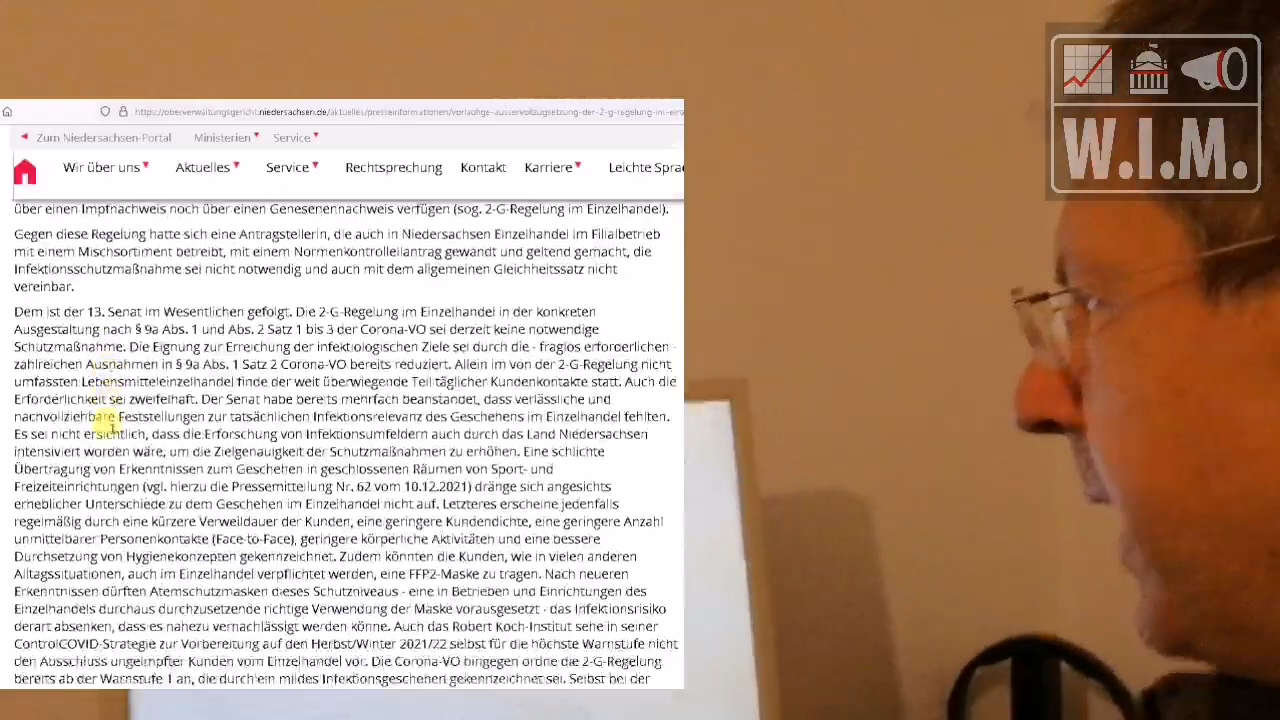 W.I.M.
https://oberverwaltungsgericht.niedersachsen.de/aktuelles/presseinformationen/vorlaufige-ausservollzugsetzung-der-2-g-regelung-im-einz
Zum Niedersachsen-Portal Ministerien Service
Wir über uns Aktuelles Service Rechtsprechung Kontakt Karriere Leichte Sprac
über einen Impfnachweis noch über einen Genesenennachweis verfügen (sog. 2-G-Regelung im Einzelhandel).
Gegen diese Regelung hatte sich eine Antragstellerin, die auch in Niedersachsen Einzelhandel im Filialbetrieb
mit einem Mischsortiment betreibt, mit einem Normenkontrolleilantrag gewandt und geltend gemacht, die
Infektionsschutzmaßnahme sei nicht notwendig und auch mit dem allgemeinen Gleichheitssatz nicht
vereinbar.
Dem ist der 13. Senat im Wesentlichen gefolgt. Die 2-G-Regelung im Einzelhandel in der konkreten
Ausgestaltung nach § 9a Abs. 1 und Abs. 2 Satz 1 bis 3 der Corona-VO sei derzeit keine notwendige
Schutzmaßnahme. Die Eignung zur Erreichung der infektiologischen Ziele sei durch die - fraglos erforderlichen -
zahlreichen Ausnahmen in § 9a Abs. 1 Satz 2 Corona-VO bereits reduziert. Allein im von der 2-G-Regelung nicht
umfassten Lebensmitteleinzelhandel finde der weit überwiegende Teil täglicher Kundenkontakte statt. Auch die
Erforderlichkeit sei zweifelhaft. Der Senat habe bereits mehrfach beanstandet, dass verlässliche und
nachvollziehbare Feststellungen zur tatsächlichen Infektionsrelevanz des Geschehens im Einzelhandel fehlten.
Es sei nicht ersichtlich, dass die Erforschung von Infektionsumfeldern auch durch das Land Niedersachsen
intensiviert worden wäre, um die Zielgenauigkeit der Schutzmaßnahmen zu erhöhen. Eine schlichte
Übertragung von Erkenntnissen zum Geschehen in geschlossenen Räumen von Sport- und
Freizeiteinrichtungen (vgl. hierzu die Pressemitteilung Nr. 62 vom 10.12.2021) dränge sich angesichts
erheblicher Unterschiede zu dem Geschehen im Einzelhandel nicht auf. Letzteres erscheine jedenfalls
regelmäßig durch eine kürzere Verweildauer der Kunden, eine geringere Kundendichte, eine geringere Anzahl
unmittelbarer Personenkontakte (Face-to-Face), geringere körperliche Aktivitäten und eine bessere
Durchsetzung von Hygienekonzepten gekennzeichnet. Zudem könnten die Kunden, wie in vielen anderen
Alltagssituationen, auch im Einzelhandel verpflichtet werden, eine FFP2-Maske zu tragen. Nach neueren
Erkenntnissen dürften Atemschutzmasken dieses Schutzniveaus - eine in Betrieben und Einrichtungen des
Einzelhandels durchaus durchzusetzende richtige Verwendung der Maske vorausgesetzt - das Infektionsrisiko
derart absenken, dass es nahezu vernachlässigt werden könne. Auch das Robert Koch-Institut sehe in seiner
ControlCOVID-Strategie zur Vorbereitung auf den Herbst/Winter 2021/22 selbst für die höchste Warnstufe nicht
den Ausschluss ungeimpfter Kunden vom Einzelhandel vor. Die Corona-VO hingegen ordne die 2-G-Regelung
bereits ab der Warnstufe 1 an, die durch ein mildes Infektionsgeschehen gekennzeichnet sei. Selbst bei der